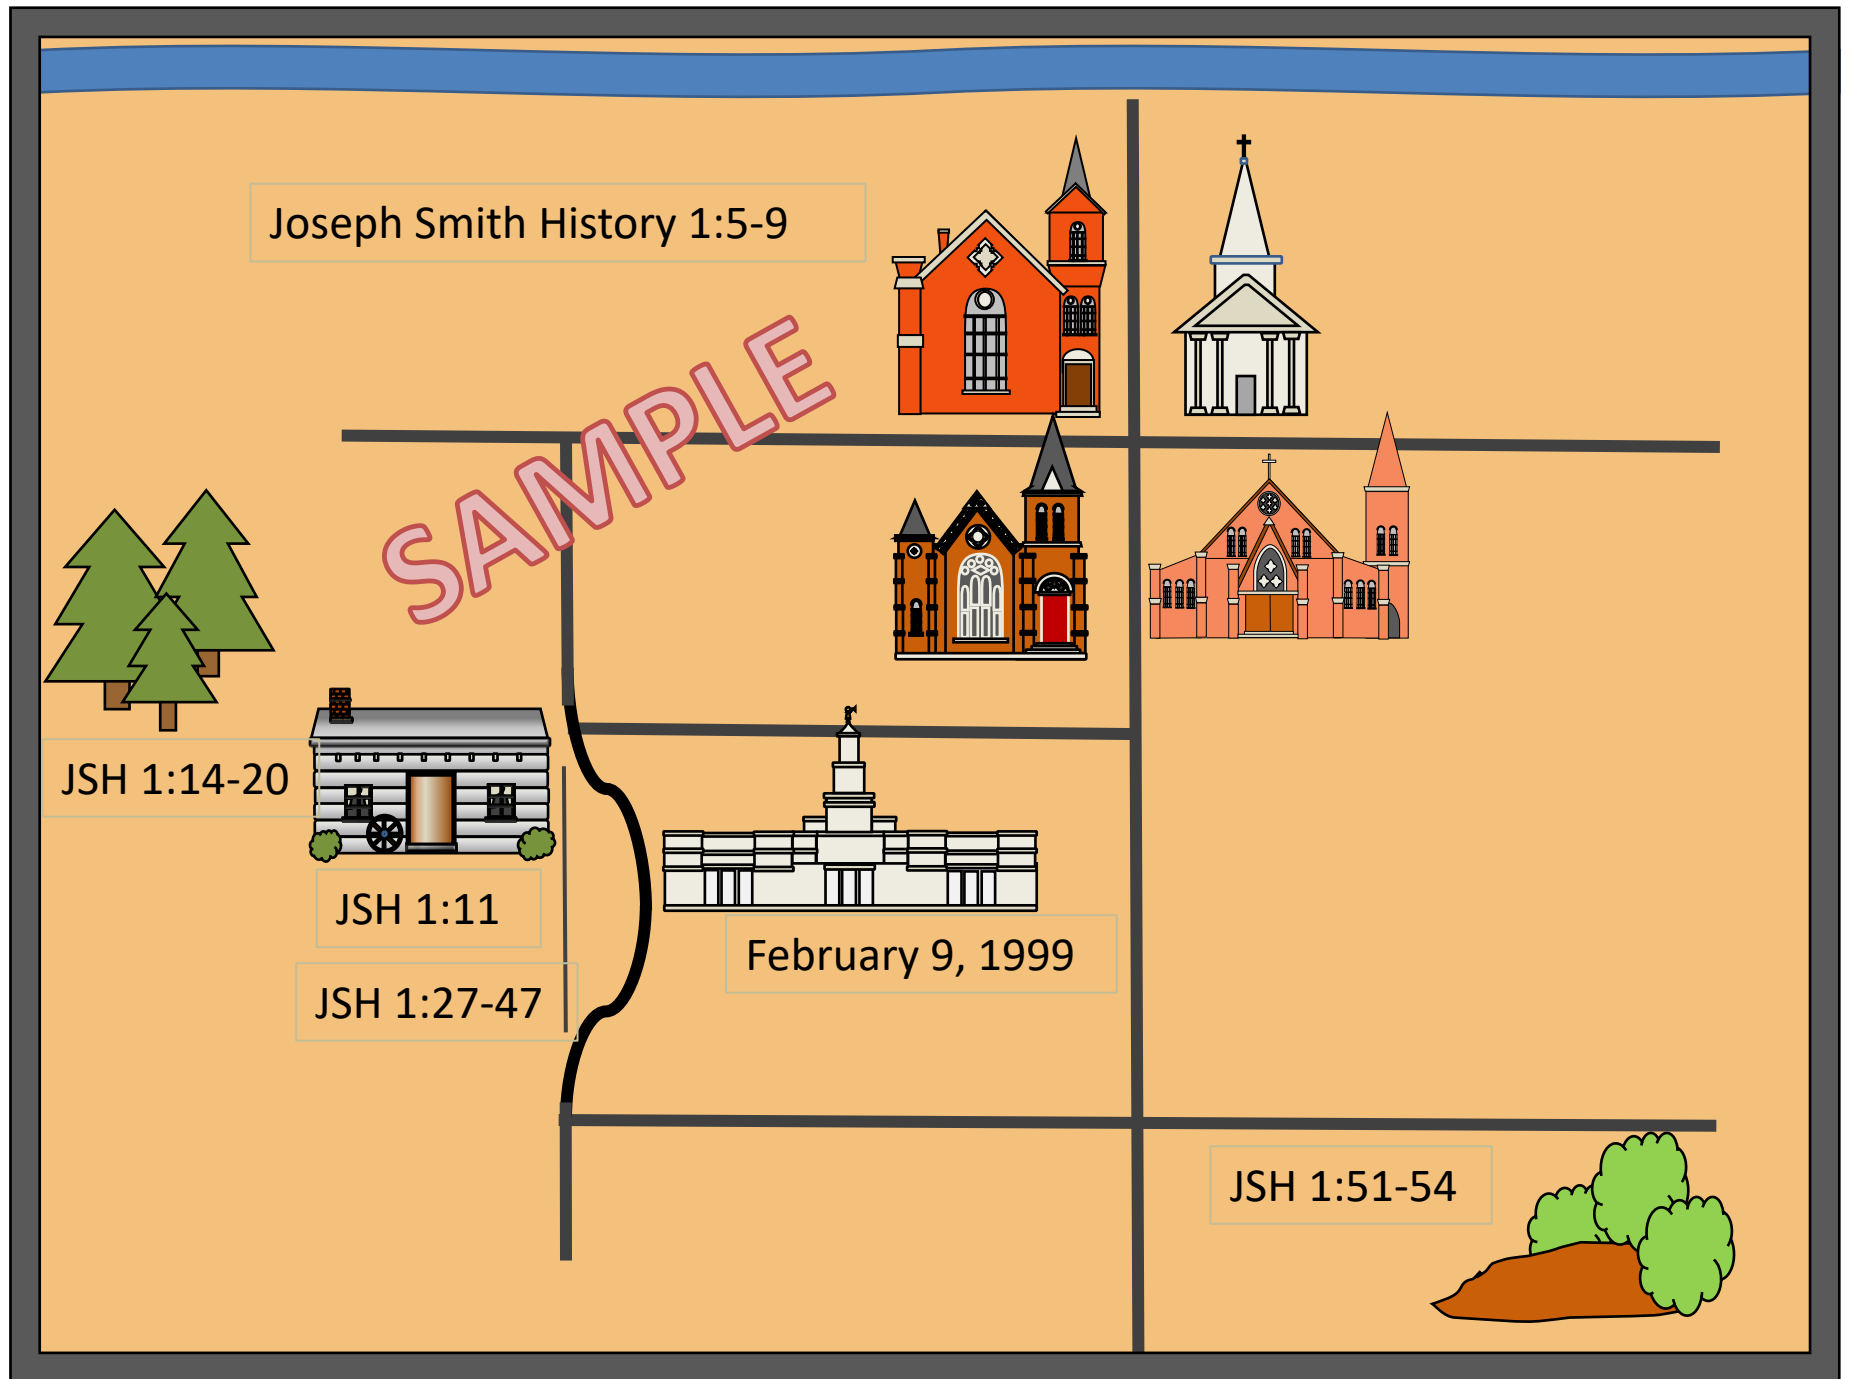 Joseph Smith History 1:5-9
SAMPLE
JSH 1:14-20
JSH 1:11
February 9, 1999
JSH 1:27-47
JSH 1:51-54